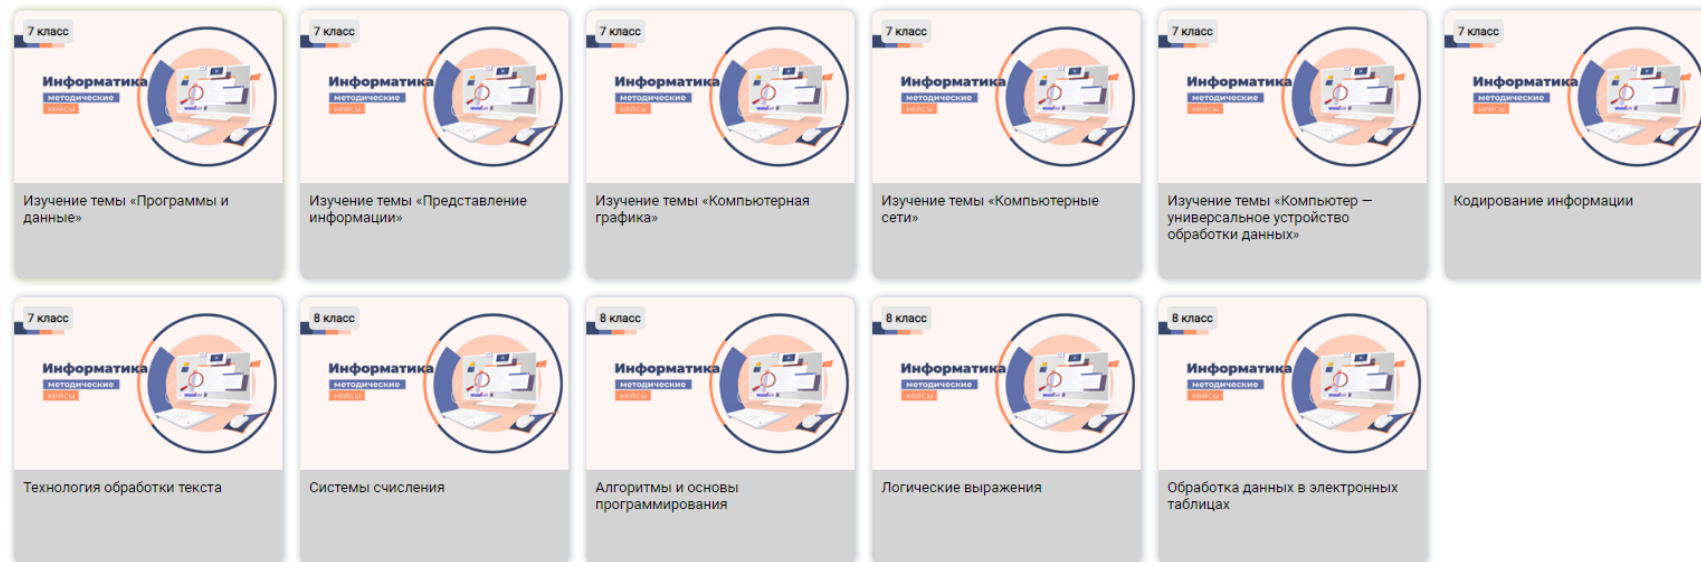 7 класс
Информатика
методические
кейсы
Изучение темы «Программы и
данные»
7 класс
Информатика
методические
кейсы
Изучение темы «Представление
информации»
7 класс
Информатика
методические
кейсы
Изучение темы «Компьютерная
графика»
7 класс
Информатика
методические
кейсы
Изучение темы «Компьютерные
сети»
7 класс
Информатика
методические
кейсы
Изучение темы «Компьютер —
универсальное устройство
обработки данных»
7 класс
Информатика
методические
кейсы
Кодирование информации
7 класс
Информатика
методические
кейсы
Технология обработки текста
8 класс
Информатика
методические
кейсы
Системы счисления
8 класс
Информатика
методические
кейсы
Алгоритмы и основы
программирования
8 класс
Информатика
методические
кейсы
Логические выражения
8 класс
Информатика
методические
кейсы
Обработка данных в электронных
таблицах